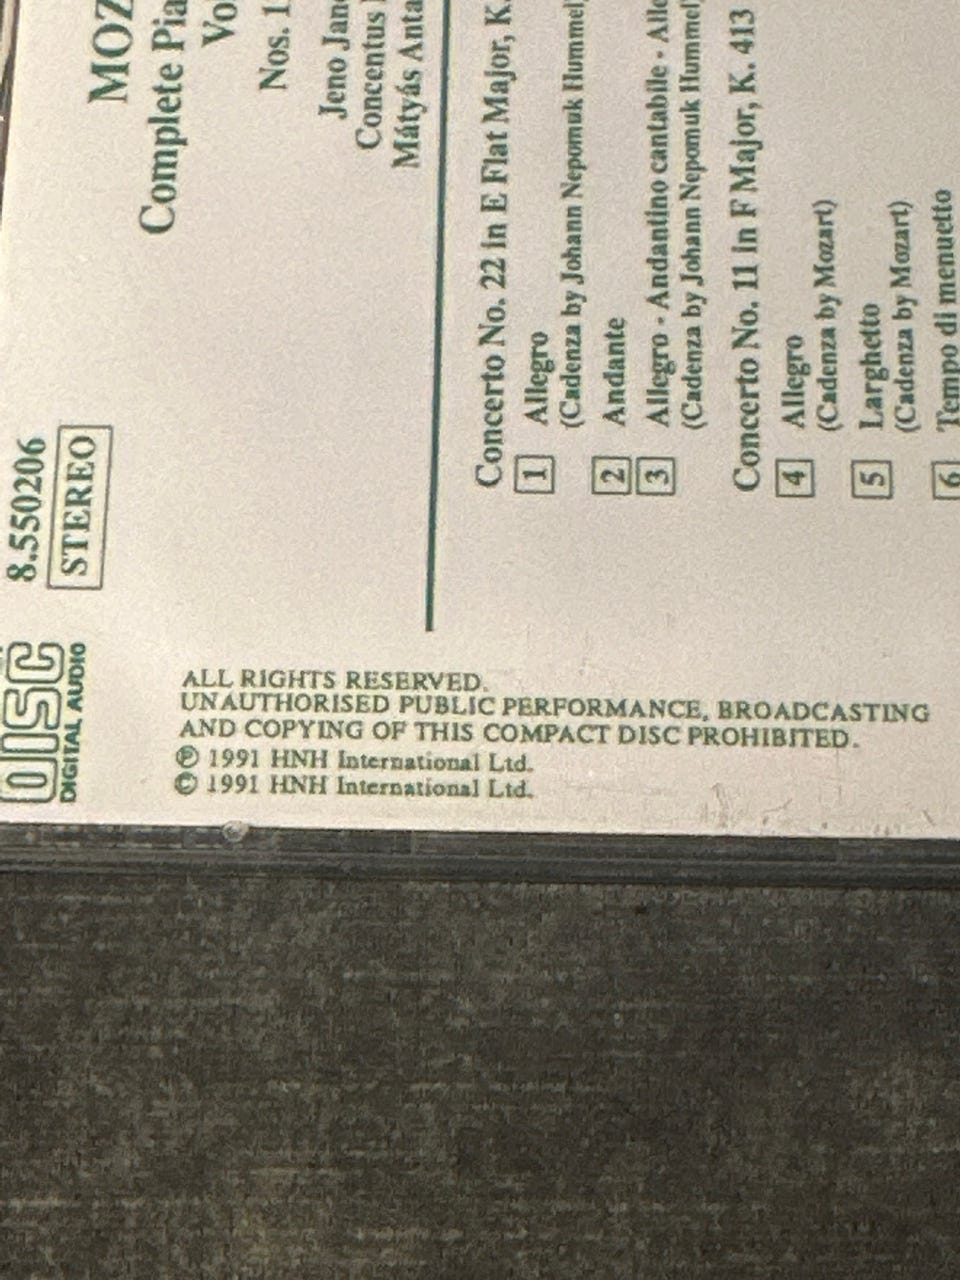 DISC
DIGITAL AUDIO
8.550206
STEREO
MOZ
Complete Pia
Vo
Nos. 1
Jeno Jan
Concentus
Mátyás Anta
Concerto No. 22 in E Flat Major, K.
1 Allegro
(Cadenza by Johann Nepomuk Hummel)
2 Andante
3 Allegro - Andantino cantabile - Alle
(Cadenza by Johann Nepomuk Hummel)
Concerto No. 11 in F Major, K. 413
4 Allegro
(Cadenza by Mozart)
5 Larghetto
(Cadenza by Mozart)
6 Tempo di menuetto
ALL RIGHTS RESERVED.
UNAUTHORISED PUBLIC PERFORMANCE, BROADCASTING
AND COPYING OF THIS COMPACT DISC PROHIBITED.
℗ 1991 HNH International Ltd.
© 1991 HNH International Ltd.